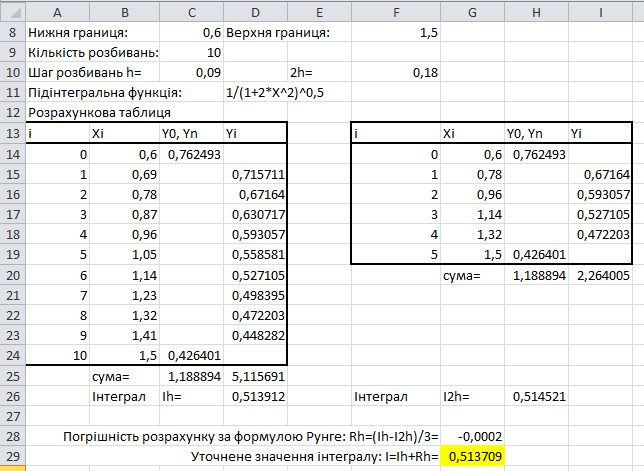 A B C D E F G H I
8 Нижня границя: 0,6 Верхня границя: 1,5
9 Кількість розбивань: 10
10 Шаг розбивань h= 0,09 2h= 0,18
11 Підінтегральна функція: 1/(1+2*X^2)^0,5
12 Розрахункова таблиця
13 i Xi Y0, Yn Yi i Xi Y0, Yn Yi
14 0 0,6 0,762493 0 0,6 0,762493
15 1 0,69 0,715711 1 0,78 0,67164
16 2 0,78 0,67164 2 0,96 0,593057
17 3 0,87 0,630717 3 1,14 0,527105
18 4 0,96 0,593057 4 1,32 0,472203
19 5 1,05 0,558581 5 1,5 0,426401
20 6 1,14 0,527105 сума= 1,188894 2,264005
21 7 1,23 0,498395
22 8 1,32 0,472203
23 9 1,41 0,448282
24 10 1,5 0,426401
25 сума= 1,188894 5,115691
26 Інтеграл Ih= 0,513912 Інтеграл I2h= 0,514521
27
28 Погрішність розрахунку за формулою Рунге: Rh=(Ih-I2h)/3= -0,0002
29 Уточнене значення інтегралу: I=Ih+Rh= 0,513709